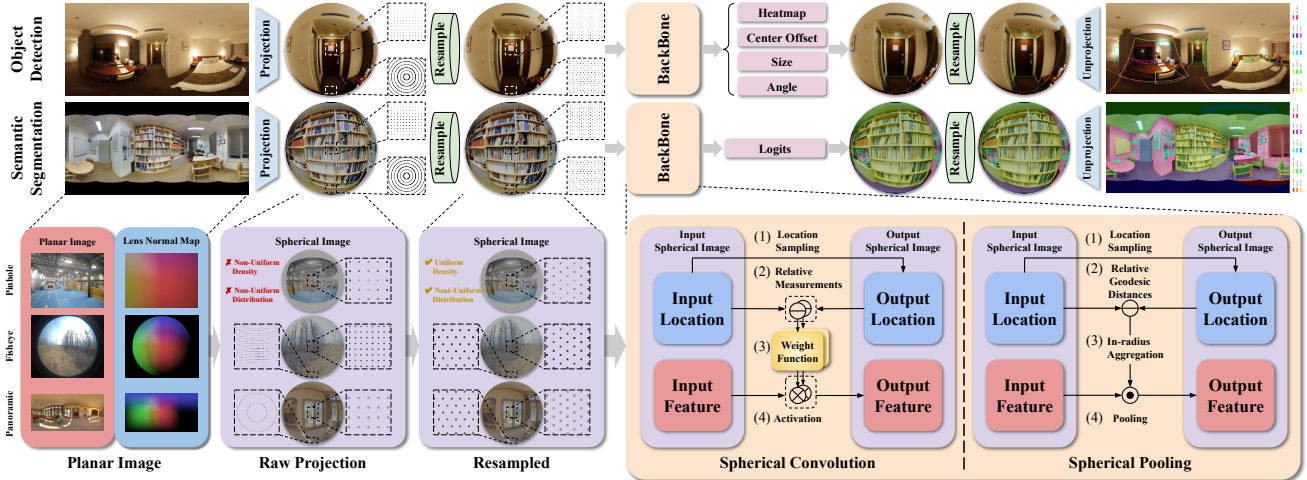 Object
Detection
Projection
Resample
BackBone
Heatmap
Center Offset
Size
Angle
Resample
Unprojection
Semantic
Segmentation
Projection
Resample
BackBone
Logits
Resample
Unprojection
Planar Image
Lens Normal Map
Pinhole
Fisheye
Panoramic
Planar Image
Spherical Image
✗ Non-Uniform
Density
✗ Non-Uniform
Distribution
Raw Projection
Spherical Image
✔ Uniform
Density
✔ Near-Uniform
Distribution
Resampled
Input
Spherical Image
(1) Location
Sampling
Output
Spherical Image
(2) Relative
Measurements
Input
Location
Output
Location
(3) Weight
Function
Input
Feature
Output
Feature
(4) Activation
Spherical Convolution
Input
Spherical Image
(1) Location
Sampling
Output
Spherical Image
(2) Relative
Geodesic
Distances
Input
Location
Output
Location
(3) In-radius
Aggregation
Input
Feature
Output
Feature
(4) Pooling
Spherical Pooling